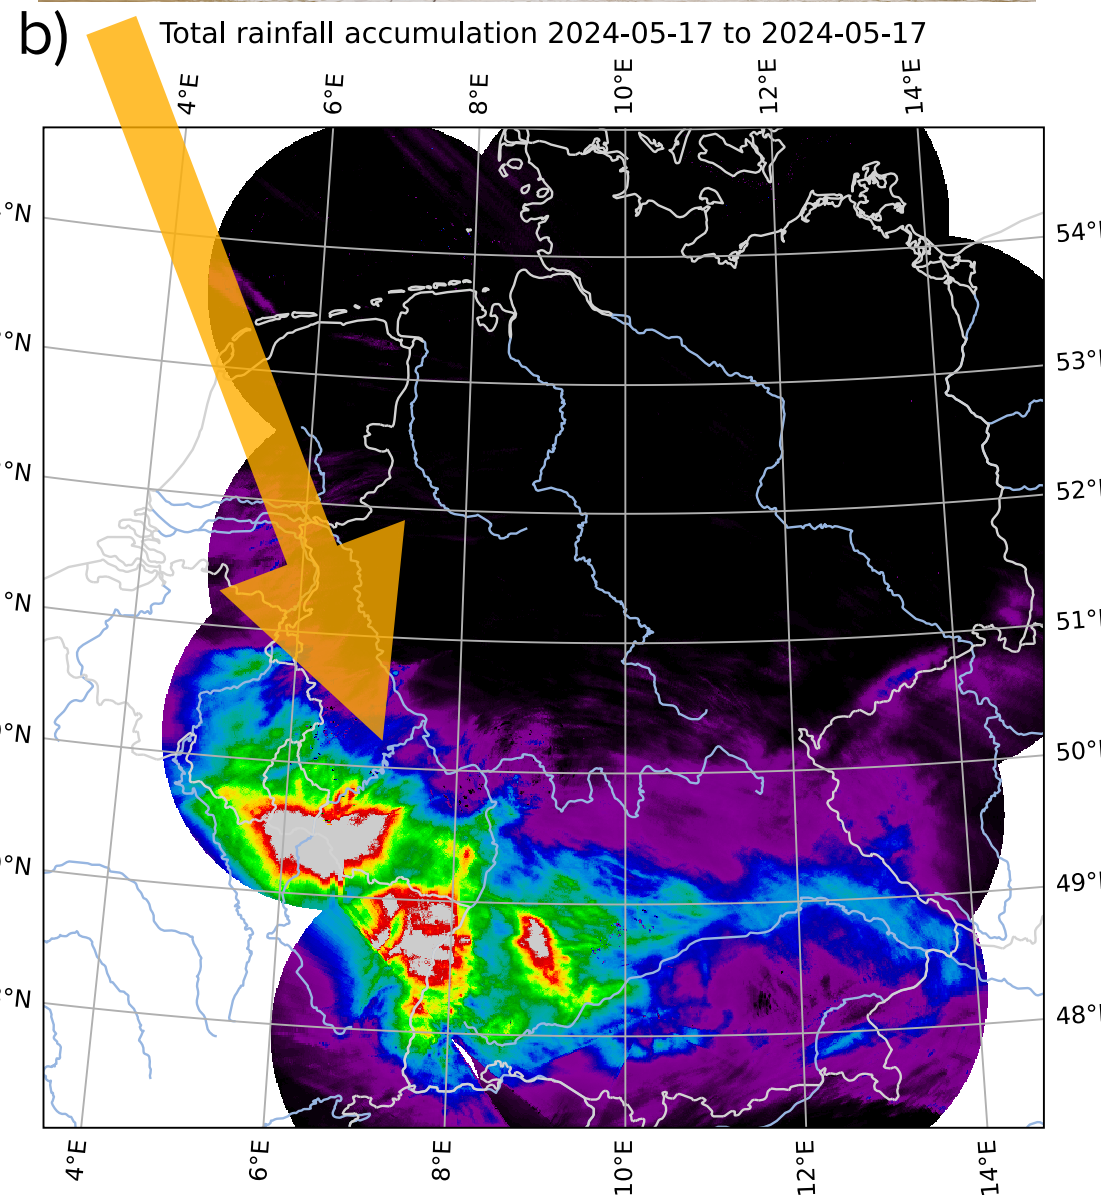 b)
Total rainfall accumulation 2024-05-17 to 2024-05-17
4°E 6°E 8°E 10°E 12°E 14°E
°N 54°
°N 53°
°N 52°
°N 51°
°N 50°
°N 49°
°N 48°
4°E 6°E 8°E 10°E 12°E 14°E